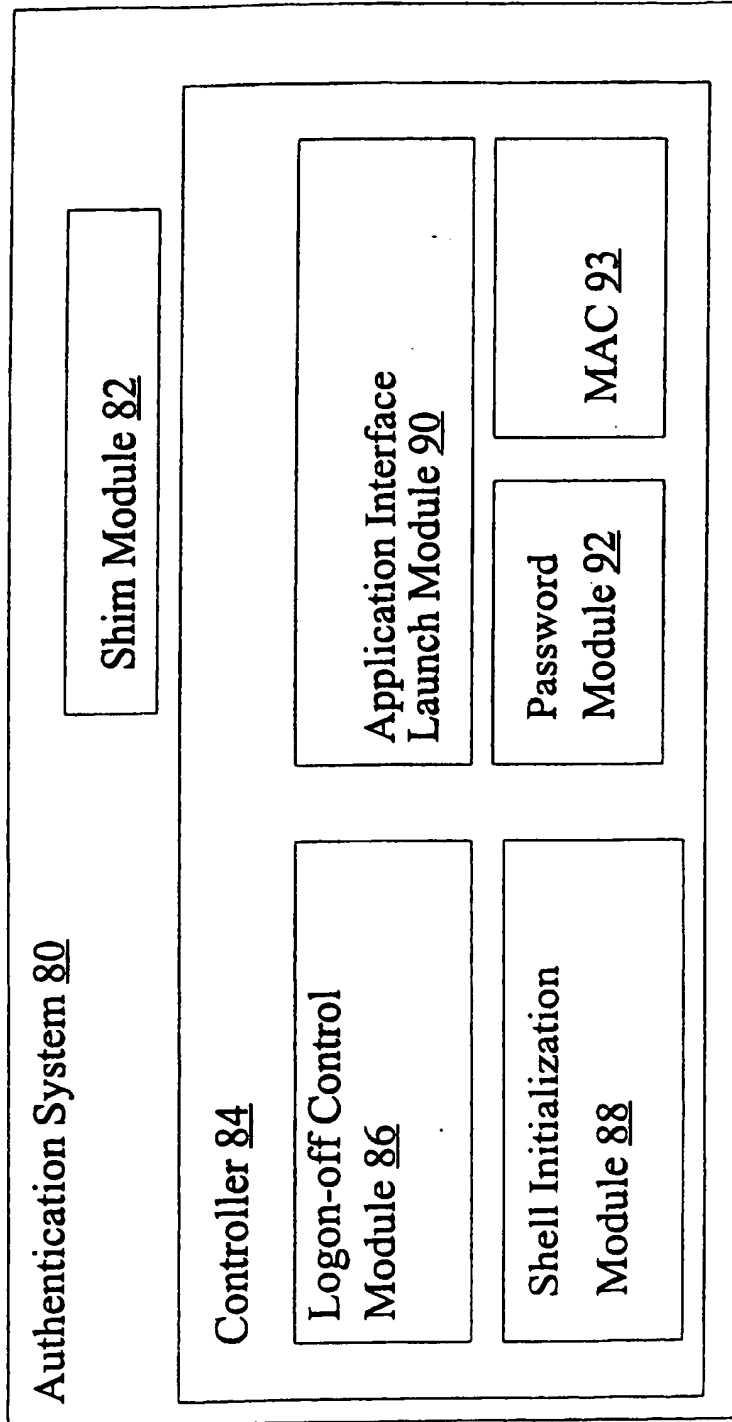 Authentication System 80
Shim Module 82
Controller 84
Logon-off Control
Module 86
Application Interface
Launch Module 90
Shell Initialization
Module 88
Password
Module 92
MAC 93